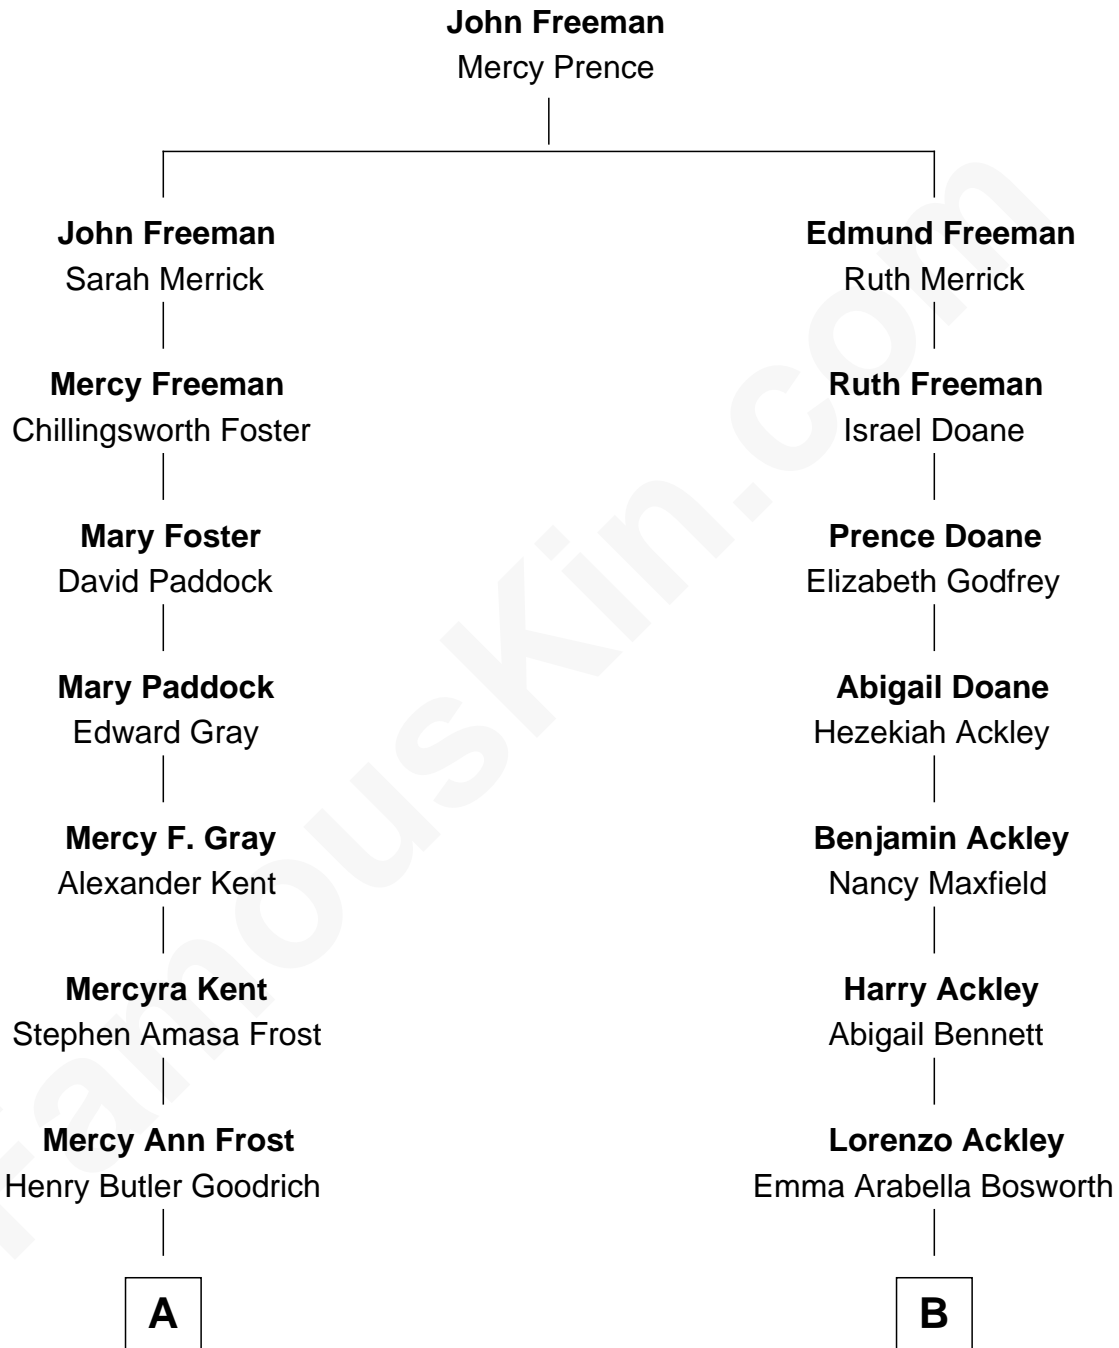 John Freeman
Mercy Prence
John Freeman
Sarah Merrick
Edmund Freeman
Ruth Merrick
Mercy Freeman
Chillingsworth Foster
Ruth Freeman
Israel Doane
Mary Foster
David Paddock
Prence Doane
Elizabeth Godfrey
Mary Paddock
Edward Gray
Abigail Doane
Hezekiah Ackley
Mercy F. Gray
Alexander Kent
Benjamin Ackley
Nancy Maxfield
Mercyra Kent
Stephen Amasa Frost
Harry Ackley
Abigail Bennett
Mercy Ann Frost
Henry Butler Goodrich
Lorenzo Ackley
Emma Arabella Bosworth
A
B
FamousKin.com